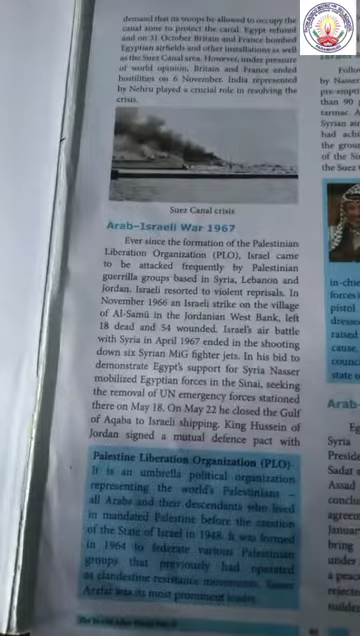 demand that its troops be allowed to occupy the
canal zone to protect the canal. Egypt refused
and on 31 October Britain and France bombed
Egyptian airfields and other installations as well
as the Suez Canal area. However, under pressure
of world opinion, Britain and France ended
hostilities on 6 November. India represented
by Nehru played a crucial role in resolving the
crisis.
Suez Canal crisis
Arab–Israeli War 1967
Ever since the formation of the Palestinian
Liberation Organization (PLO), Israel came
to be attacked frequently by Palestinian
guerrilla groups based in Syria, Lebanon and
Jordan. Israeli resorted to violent reprisals. In
November 1966 an Israeli strike on the village
of Al-Samū in the Jordanian West Bank, left
18 dead and 54 wounded. Israel's air battle
with Syria in April 1967 ended in the shooting
down six Syrian MiG fighter jets. In his bid to
demonstrate Egypt's support for Syria Nasser
mobilized Egyptian forces in the Sinai, seeking
the removal of UN emergency forces stationed
there on May 18. On May 22 he closed the Gulf
of Aqaba to Israeli shipping. King Hussein of
Jordan signed a mutual defence pact with
Palestine Liberation Organization (PLO)-
It is an umbrella political organization
representing the world's Palestinians –
all Arabs and their descendants who lived
in mandated Palestine before the creation
of the State of Israel in 1948. It was formed
in 1964 to federate various Palestinian
groups that previously had operated
as clandestine resistance movements. Yasser
Arafat was its most prominent leader.
The World after World War II
Follo
by Nasser
pre-empti
than 90
tarmac. A
Syrian air
had achi
the groun
of the Si
the Suez
in-chie
forces
pistol
dresse
raised
cause,
counc
state o
Arab-
Eg
Syria
Preside
Sadat a
Assad
conclu
agreem
Januar
bring
under
a peac
rejecte